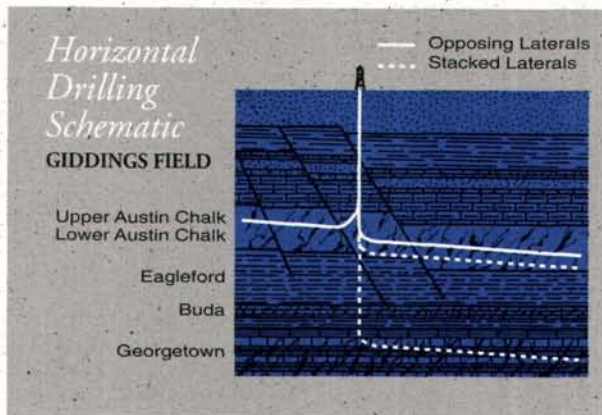 Horizontal
Drilling
Schematic
GIDDINGS FIELD
Opposing Laterals
Stacked Laterals
Upper Austin Chalk
Lower Austin Chalk
Eagleford
Buda
Georgetown